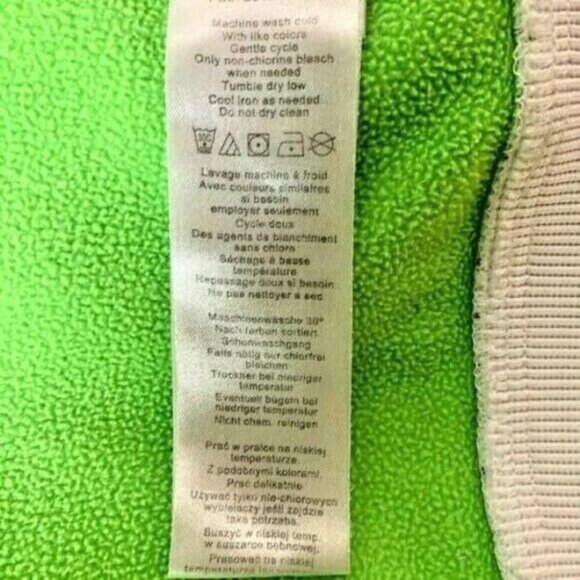 Machine wash cold
With like colors
Gentle cycle
Only non-chlorine bleach
when needed
Tumble dry low
Cool iron as needed
Do not dry clean
Lavage machine à froid
Avec couleurs similaires
si besoin
employer seulement
Cycle doux
Des agents de blanchiment
sans chloro
Séchage à basse
température
Repassage doux si besoin
Ne pas nettoyer a sec
Maschinenwäsche 30°
Nach farben sortiert.
Schonwaschgang
Falls nötig nur chlorfrei
bleichen
Trockner bei niedriger
temperatur
Eventuell bügeln bei
niedriger temperatur
Nicht chem. reinigen
Prać w pralce na niskiej
temperaturze.
Z podobnymi kolorami.
Prać delikatnie.
Używać tylko nie-chlorowych
wybielaczy jeśli zajdzie
taka potrzeba.
Suszyć w niskiej temp.
w suszarce bębnowej.
Prasować na niskiej